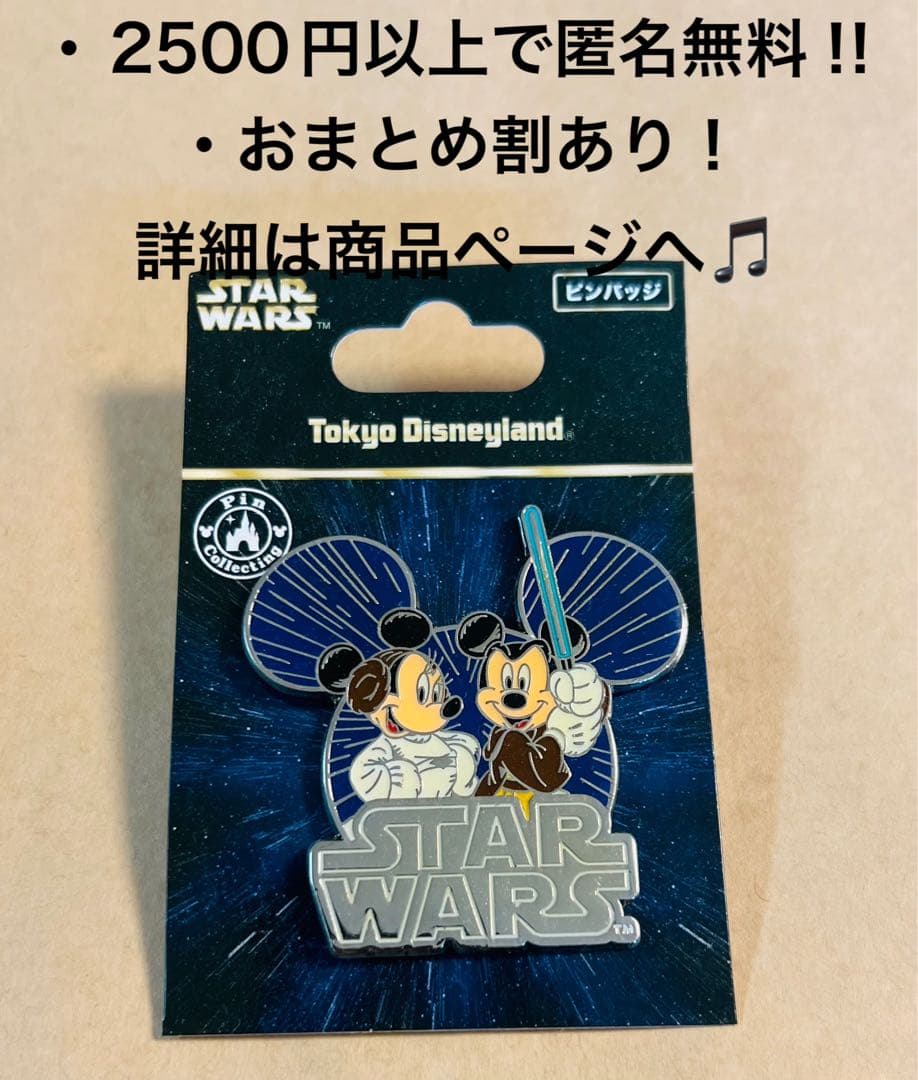 ・2500円以上で匿名無料!!
・おまとめ割あり！
詳細は商品ページへ🎵
STAR
WARS™
ピンバッジ
Tokyo Disneyland®
Pin
Collecting
STAR
WARS™